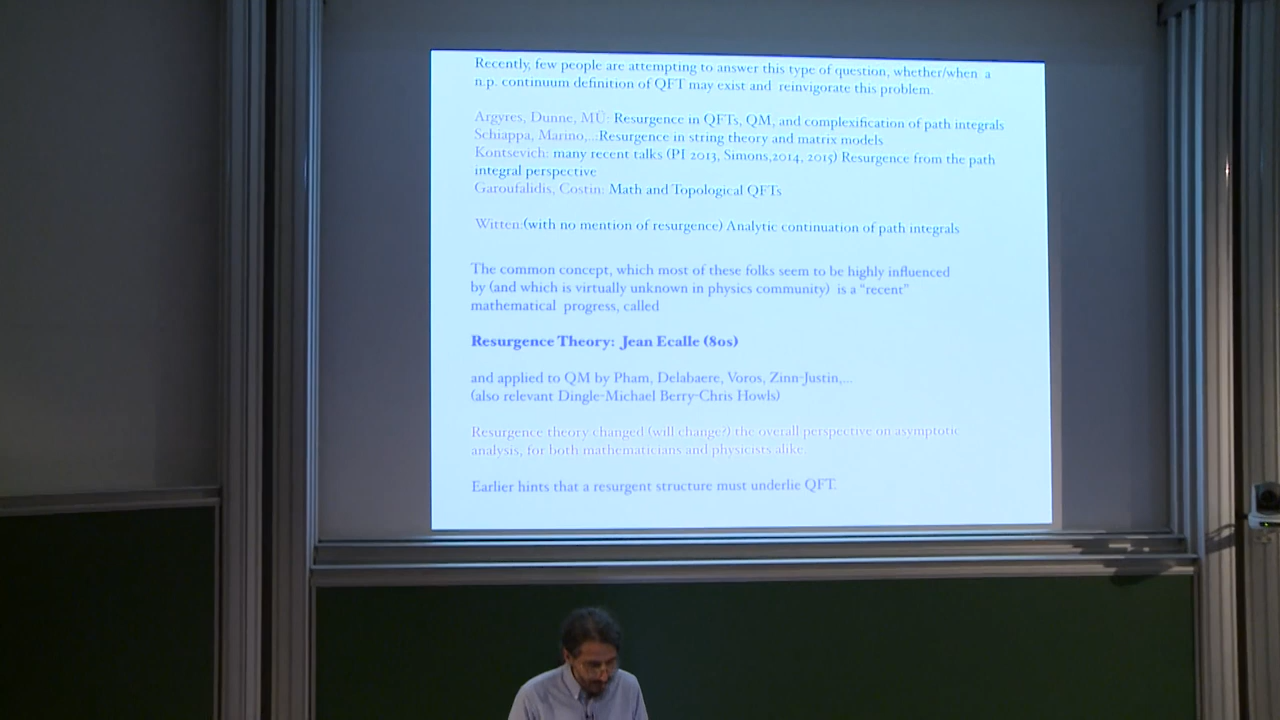 Recently, few people are attempting to answer this type of question, whether/when a
n.p. continuum definition of QFT may exist and reinvigorate this problem.
Argyres, Dunne, MÜ: Resurgence in QFTs, QM, and complexification of path integrals
Schiappa, Marino,...:Resurgence in string theory and matrix models
Kontsevich: many recent talks (PI 2013, Simons,2014, 2015) Resurgence from the path
integral perspective
Garoufalidis, Costin: Math and Topological QFTs
Witten:(with no mention of resurgence) Analytic continuation of path integrals
The common concept, which most of these folks seem to be highly influenced
by (and which is virtually unknown in physics community) is a “recent”
mathematical progress, called
Resurgence Theory: Jean Ecalle (80s)
and applied to QM by Pham, Delabaere, Voros, Zinn-Justin,...
(also relevant Dingle-Michael Berry-Chris Howls)
Resurgence theory changed (will change?) the overall perspective on asymptotic
analysis, for both mathematicians and physicists alike.
Earlier hints that a resurgent structure must underlie QFT.